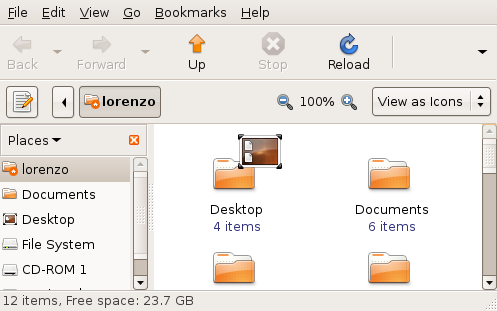 File Edit View Go Bookmarks Help
Back Forward Up Stop Reload
lorenzo 100% View as Icons
Places
lorenzo
Documents
Desktop
File System
CD-ROM 1
Desktop
4 items
Documents
6 items
12 items, Free space: 23.7 GB